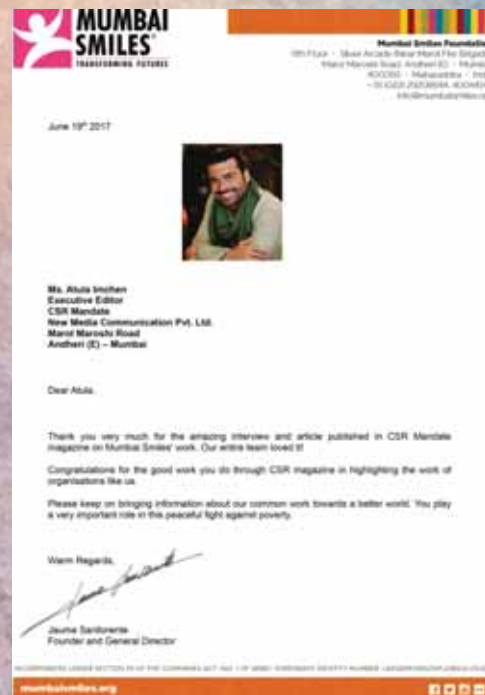 MUMBAI
SMILES
TRANSFORMING FUTURES
Mumbai Smiles Foundation
June 19th 2017
Ms. Atula Imchen
Executive Editor
CSR Mandate
New Media Communication Pvt. Ltd.
Marol Maroshi Road
Andheri (E) – Mumbai
Dear Atula,
Thank you very much for the amazing interview and article published in CSR Mandate
magazine on Mumbai Smiles' work. Our entire team loved it!
Congratulations for the good work you do through CSR magazine in highlighting the work of
organisations like us.
Please keep on bringing information about our common work towards a better world. You play
a very important role in this peaceful fight against poverty.
Warm Regards,
Jaume Sanllorente
Founder and General Director
mumbaismiles.org